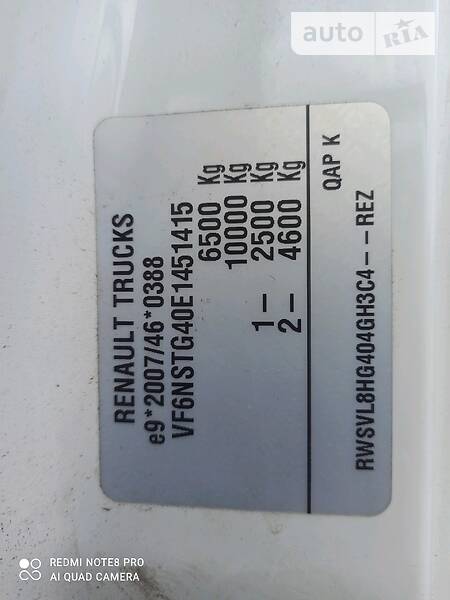 auto RIA
RENAULT TRUCKS
e9*2007/46*0388
VF6NSTG40E1451415
6500 Kg
10000 Kg
1- 2500 Kg
2- 4600 Kg
QAP K
RWSVL8HG404GH3C4--REZ
REDMI NOTE8 PRO
AI QUAD CAMERA